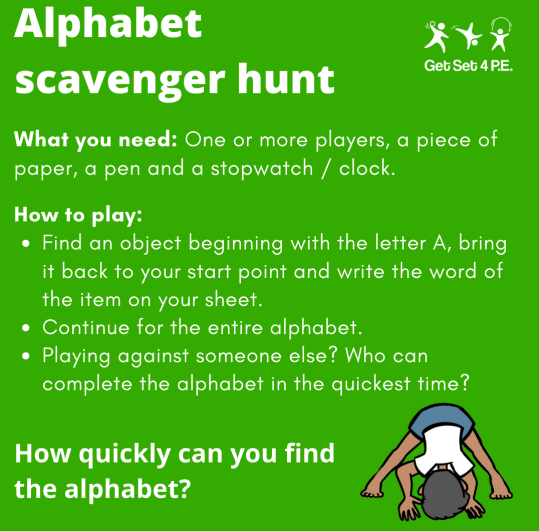 Alphabet
scavenger hunt
Get Set 4 P.E.
What you need: One or more players, a piece of
paper, a pen and a stopwatch / clock.
How to play:
• Find an object beginning with the letter A, bring
it back to your start point and write the word of
the item on your sheet.
• Continue for the entire alphabet.
• Playing against someone else? Who can
complete the alphabet in the quickest time?
How quickly can you find
the alphabet?